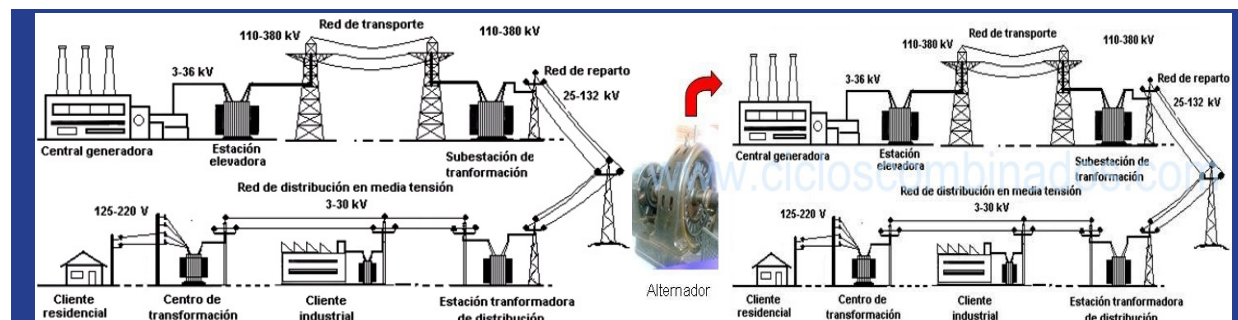 Red de transporte
110-380 kV
110-380 kV
3-36 kV
Red de reparto
25-132 kV
Central generadora
Estación
elevadora
Subestación de
tranformación
Red de distribución en media tensión
125-220 V
3-30 kV
Cliente
residencial
Centro de
transformación
Cliente
industrial
Estación tranformadora
de distribución
Alternador
Red de transporte
110-380 kV
110-380 kV
3-36 kV
Red de reparto
25-132 kV
Central generadora
Estación
elevadora
Subestación de
tranformación
www.cicloscombinados.com
Red de distribución en media tensión
125-220 V
3-30 kV
Cliente
residencial
Centro de
transformación
Cliente
industrial
Estación tranformadora
de distribución